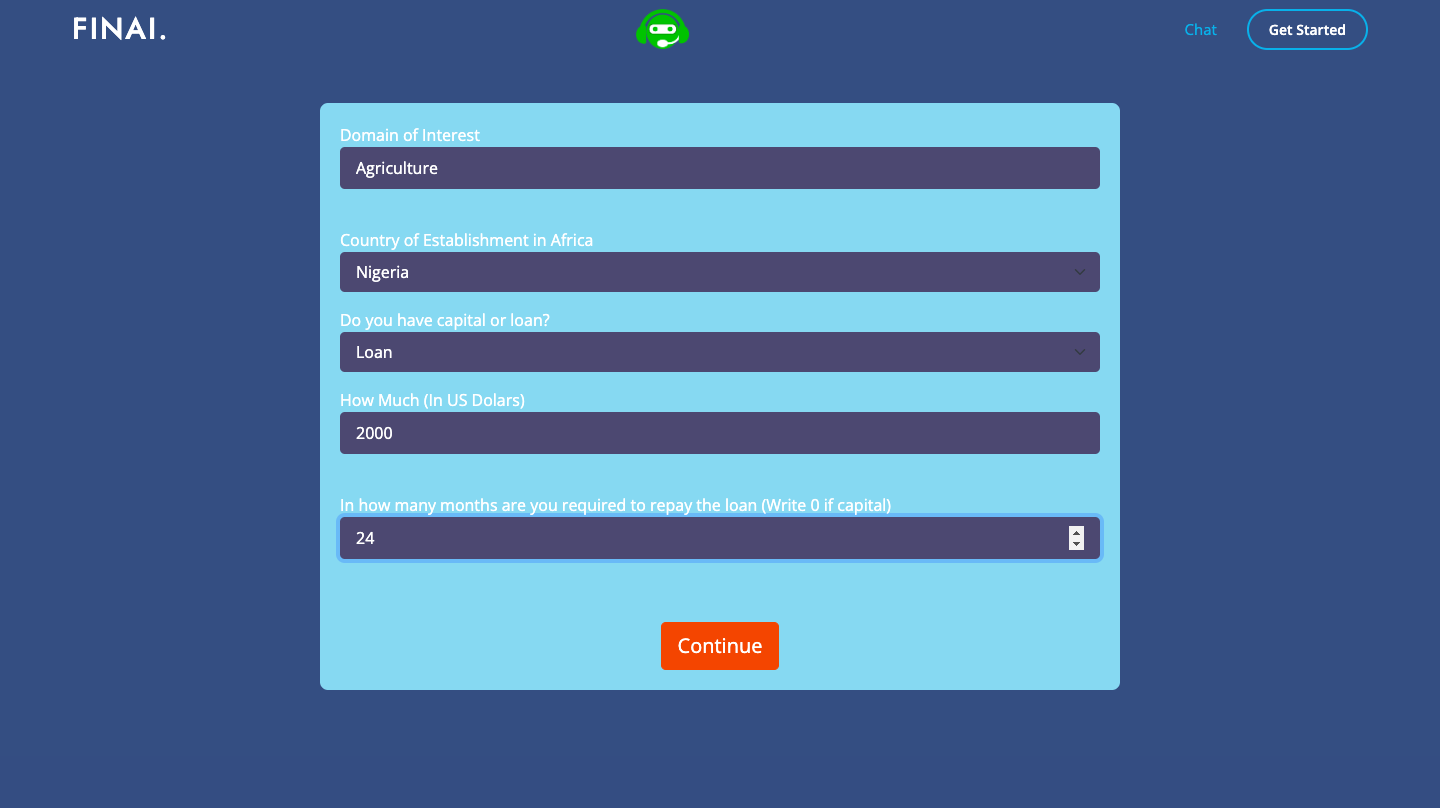 FINAI.
Chat
Get Started
Domain of Interest
Agriculture
Country of Establishment in Africa
Nigeria
Do you have capital or loan?
Loan
How Much (In US Dolars)
2000
In how many months are you required to repay the loan (Write 0 if capital)
24
Continue